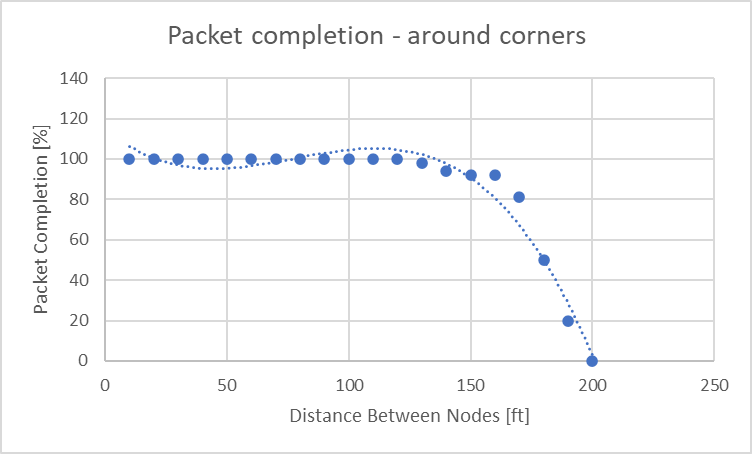 Packet completion - around corners
Packet Completion [%]
140
120
100
80
60
40
20
0
0 50 100 150 200 250
Distance Between Nodes [ft]